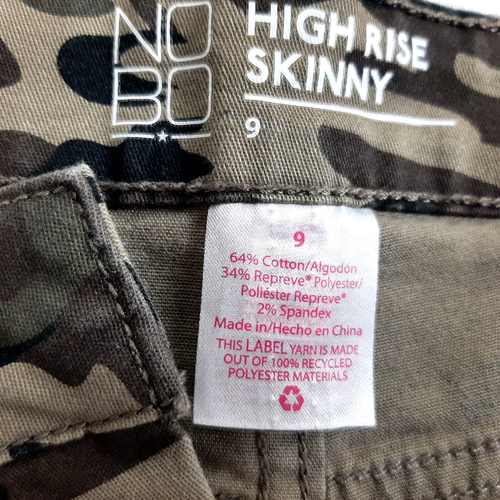 NO
BO
HIGH RISE
SKINNY
9
9
64% Cotton/Algodón
34% Repreve* Polyester/
Poliéster Repreve*
2% Spandex
Made in/Hecho en China
THIS LABEL YARN IS MADE
OUT OF 100% RECYCLED
POLYESTER MATERIALS